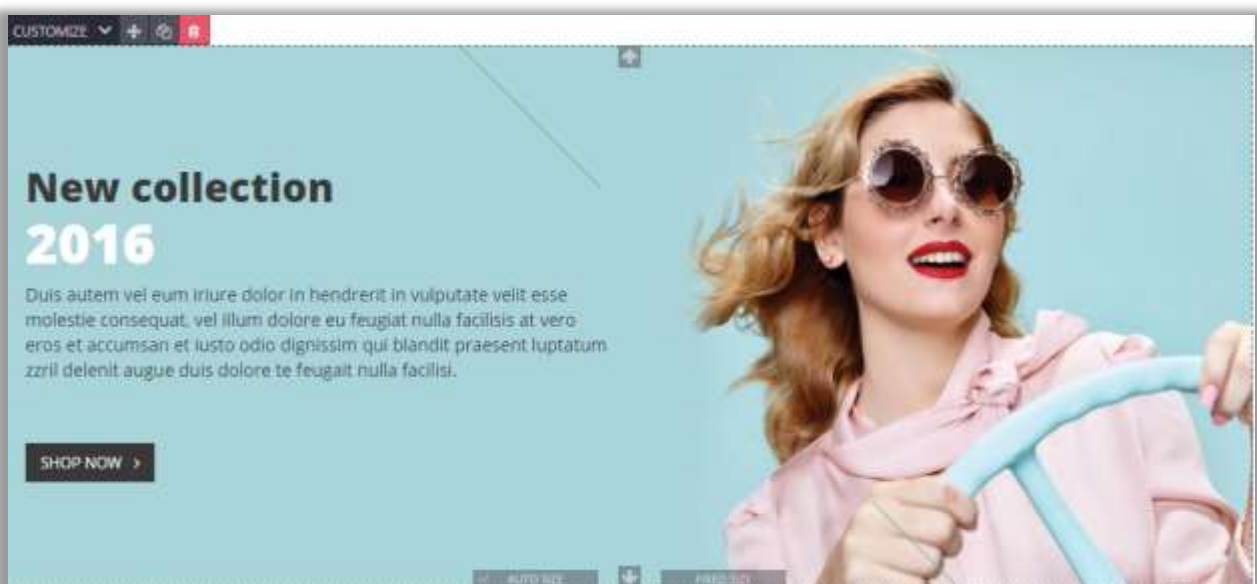 CUSTOMIZE
New collection
2016
Duis autem vel eum iriure dolor in hendrerit in vulputate velit esse
molestie consequat, vel illum dolore eu feugiat nulla facilisis at vero
eros et accumsan et iusto odio dignissim qui blandit praesent luptatum
zzril delenit augue duis dolore te feugait nulla facilisi.
SHOP NOW >
AUTO SIZE